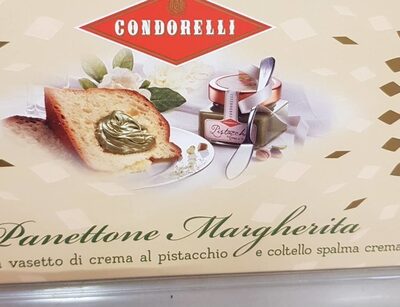 CONDORELLI
Pistacchio
Panettone Margherita
vasetto di crema al pistacchio e coltello spalma crema